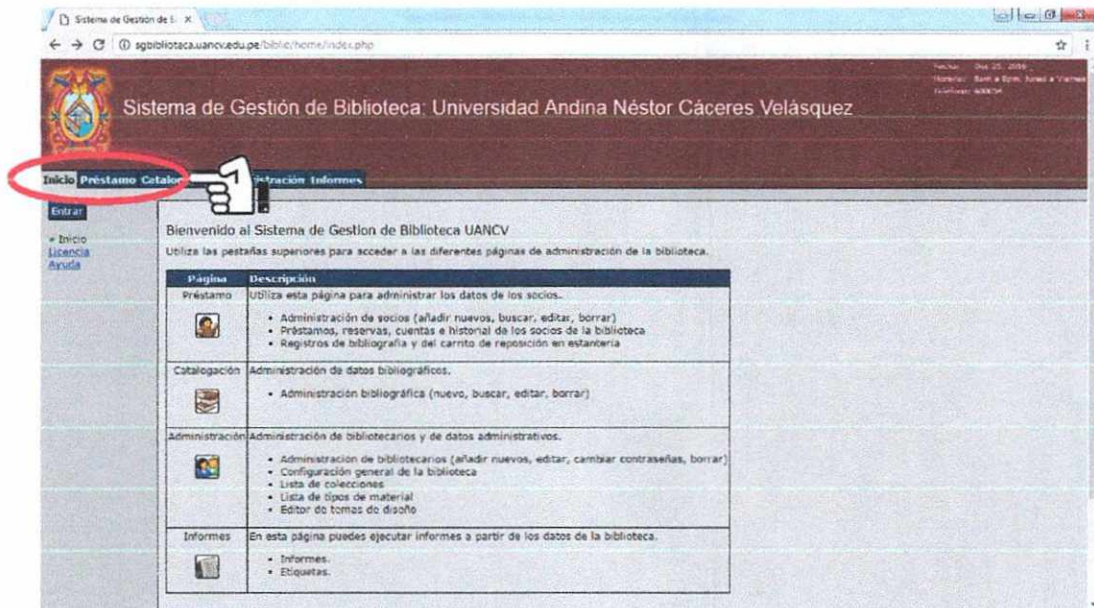 Sistema de Gestión de B
sgbiblioteca.uancv.edu.pe/biblio/home/index.php
Sistema de Gestión de Biblioteca: Universidad Andina Néstor Cáceres Velásquez
Inicio Préstamo Catalog istración Informes
Entrar
» Inicio
Licencia
Ayuda
Bienvenido al Sistema de Gestion de Biblioteca UANCV
Utiliza las pestañas superiores para acceder a las diferentes páginas de administración de la biblioteca.
Página Descripción
Préstamo Utiliza esta página para administrar los datos de los socios.
• Administración de socios (añadir nuevos, buscar, editar, borrar)
• Préstamos, reservas, cuentas e historial de los socios de la biblioteca
• Registros de bibliografía y del carrito de reposición en estantería
Catalogación Administración de datos bibliográficos.
• Administración bibliográfica (nuevo, buscar, editar, borrar)
Administración Administración de bibliotecarios y de datos administrativos.
• Administración de bibliotecarios (añadir nuevos, editar, cambiar contraseñas, borrar)
• Configuración general de la biblioteca
• Lista de colecciones
• Lista de tipos de material
• Editor de temas de diseño
Informes En esta página puedes ejecutar informes a partir de los datos de la biblioteca.
• Informes.
• Etiquetas.